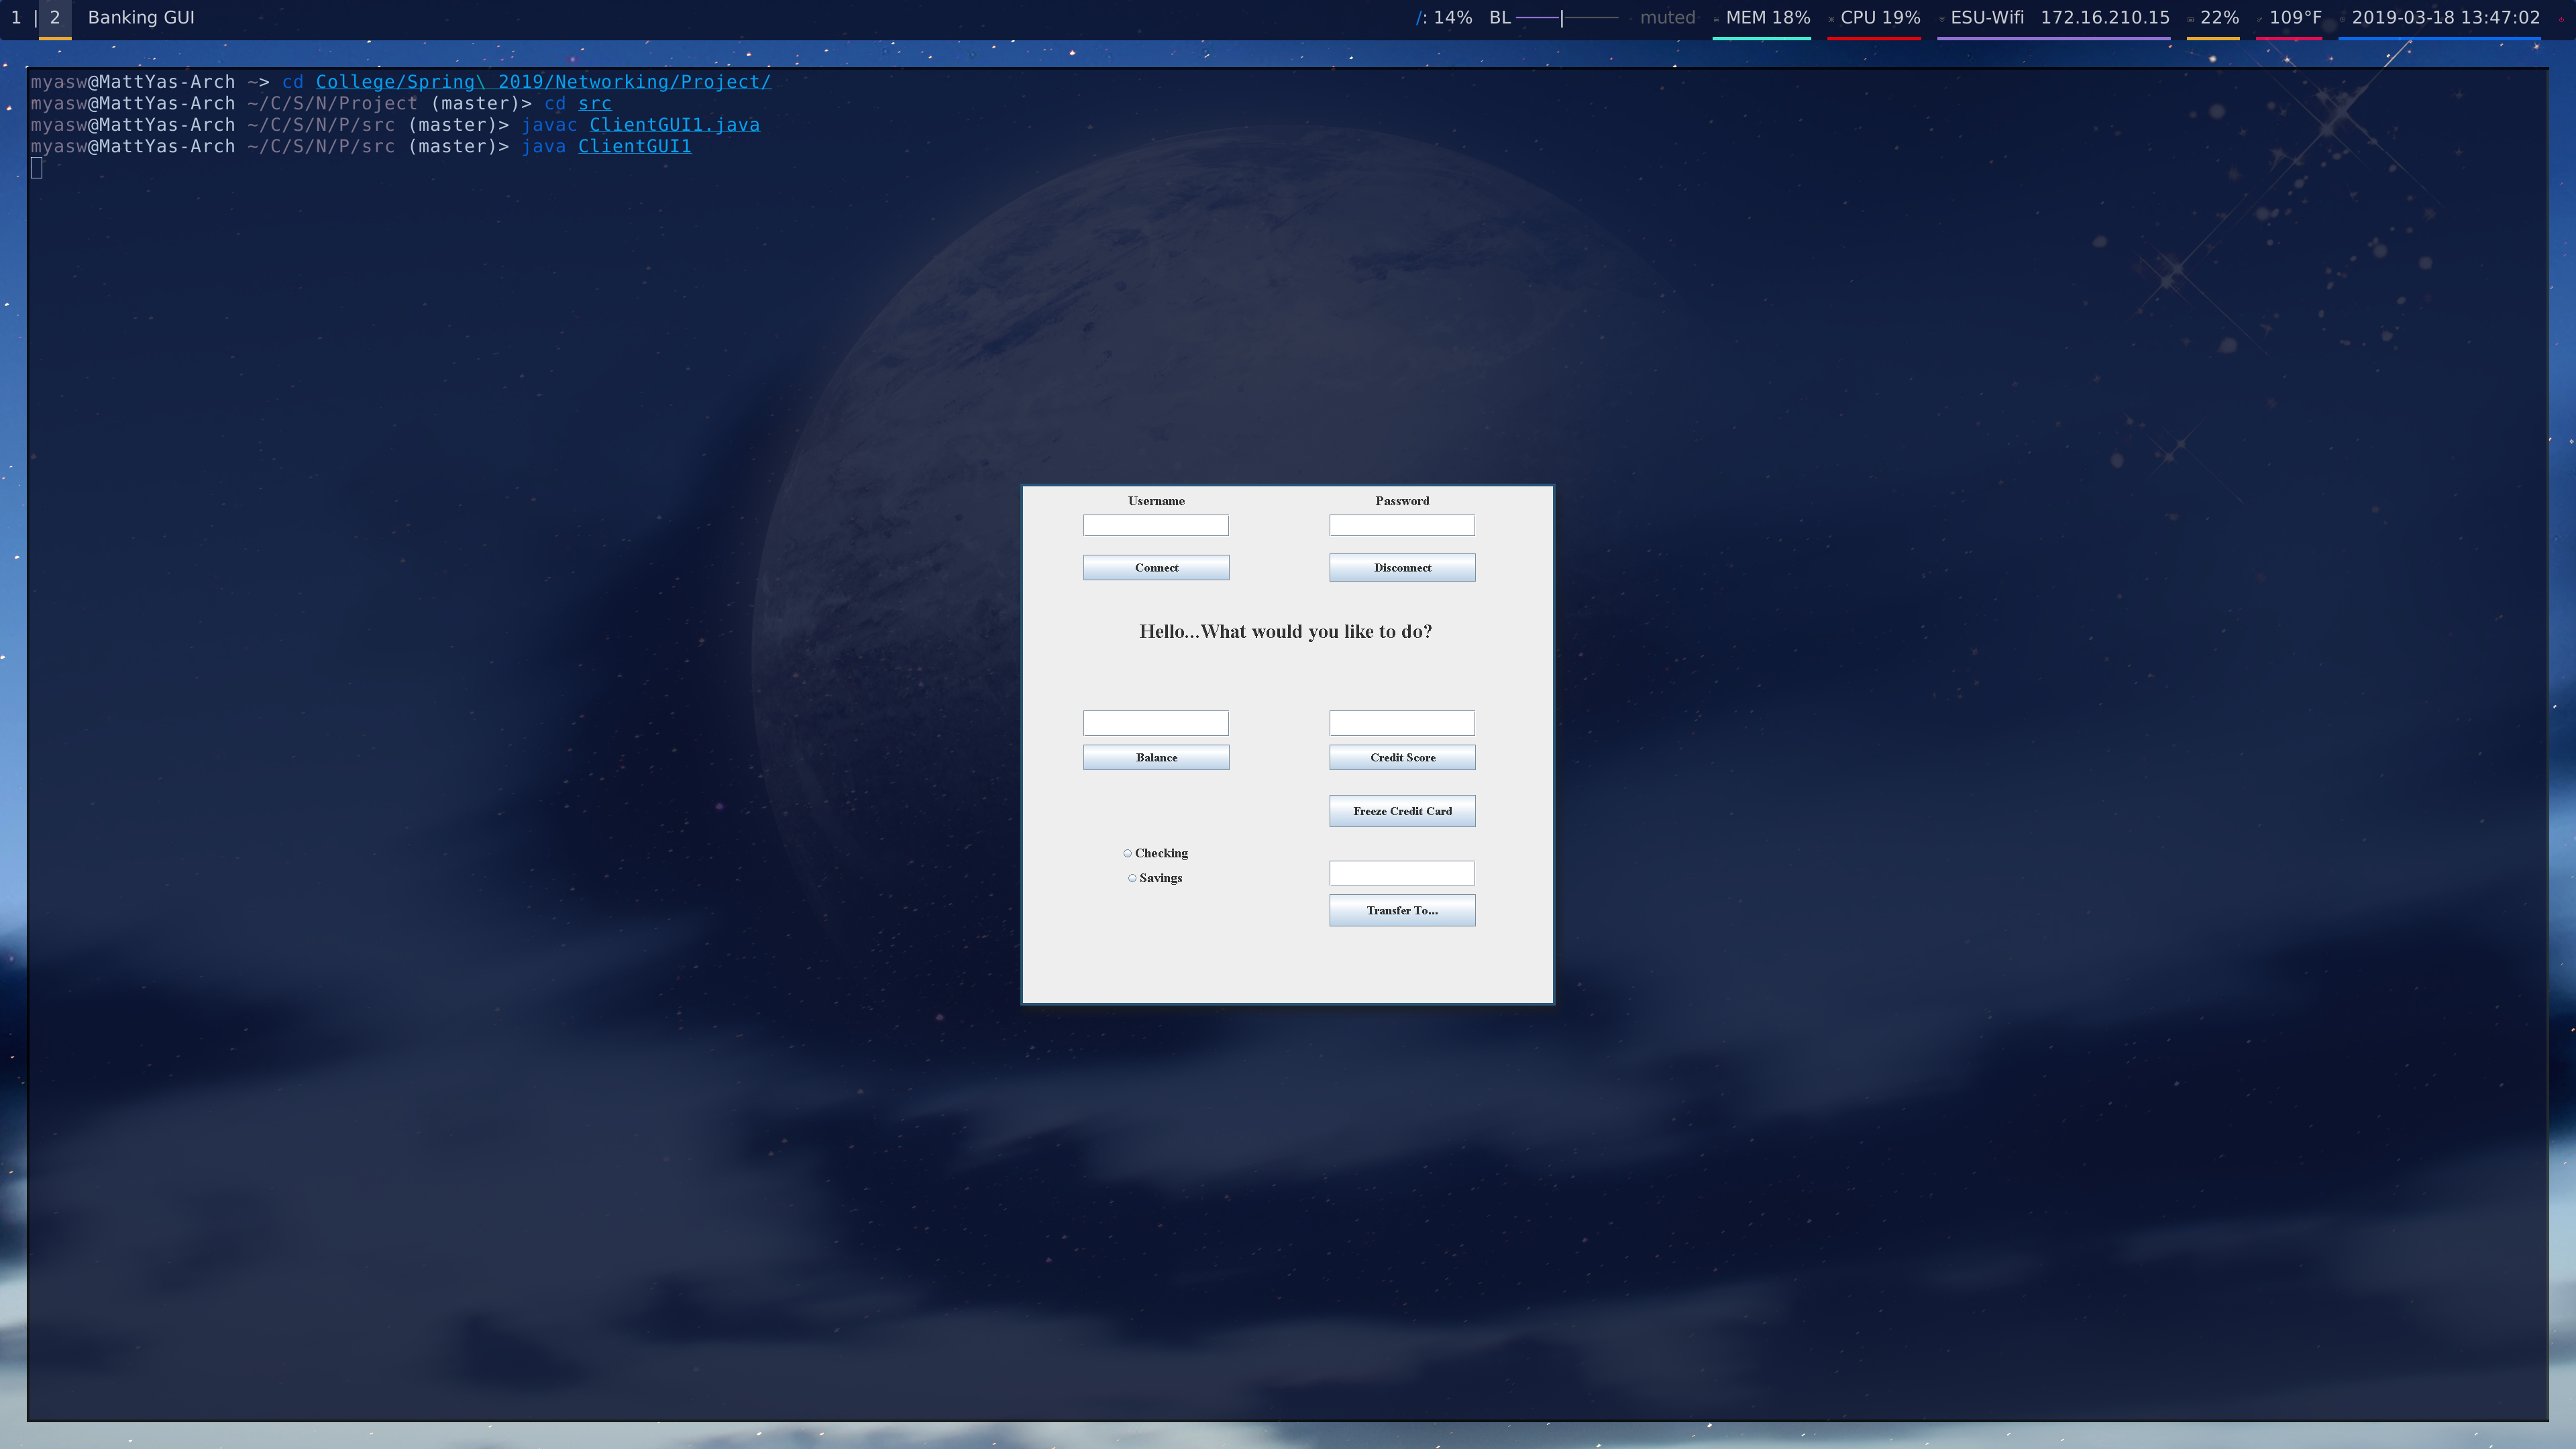 1 | 2 Banking GUI /: 14% BL muted MEM 18% CPU 19% ESU-Wifi 172.16.210.15 22% 109°F 2019-03-18 13:47:02
myasw@MattYas-Arch ~> cd College/Spring\ 2019/Networking/Project/
myasw@MattYas-Arch ~/C/S/N/Project (master)> cd src
myasw@MattYas-Arch ~/C/S/N/P/src (master)> javac ClientGUI1.java
myasw@MattYas-Arch ~/C/S/N/P/src (master)> java ClientGUI1
Username Password
Connect Disconnect
Hello...What would you like to do?
Balance Credit Score
Freeze Credit Card
Checking
Savings
Transfer To...